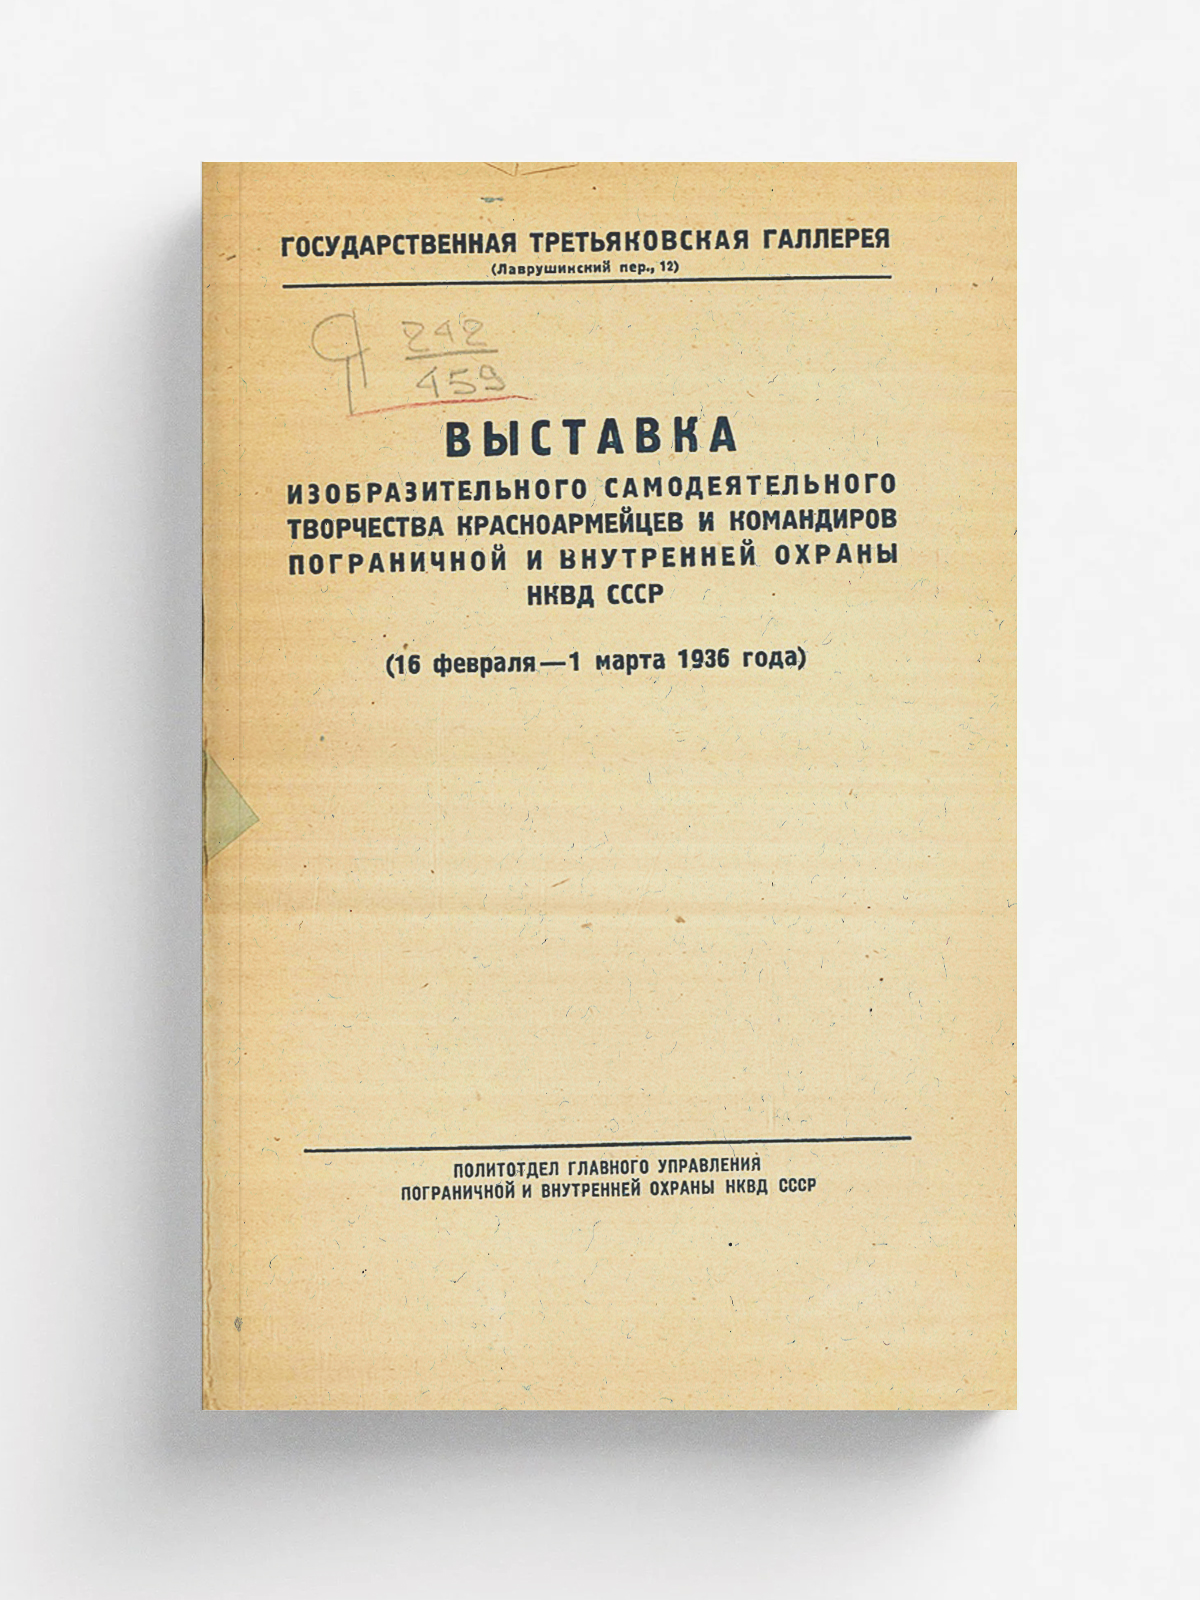 ГОСУДАРСТВЕННАЯ ТРЕТЬЯКОВСКАЯ ГАЛЛЕРЕЯ
(Лаврушинский пер., 12)
Я 242
459
ВЫСТАВКА
ИЗОБРАЗИТЕЛЬНОГО САМОДЕЯТЕЛЬНОГО
ТВОРЧЕСТВА КРАСНОАРМЕЙЦЕВ И КОМАНДИРОВ
ПОГРАНИЧНОЙ И ВНУТРЕННЕЙ ОХРАНЫ
НКВД СССР
(16 февраля—1 марта 1936 года)
ПОЛИТОТДЕЛ ГЛАВНОГО УПРАВЛЕНИЯ
ПОГРАНИЧНОЙ И ВНУТРЕННЕЙ ОХРАНЫ НКВД СССР